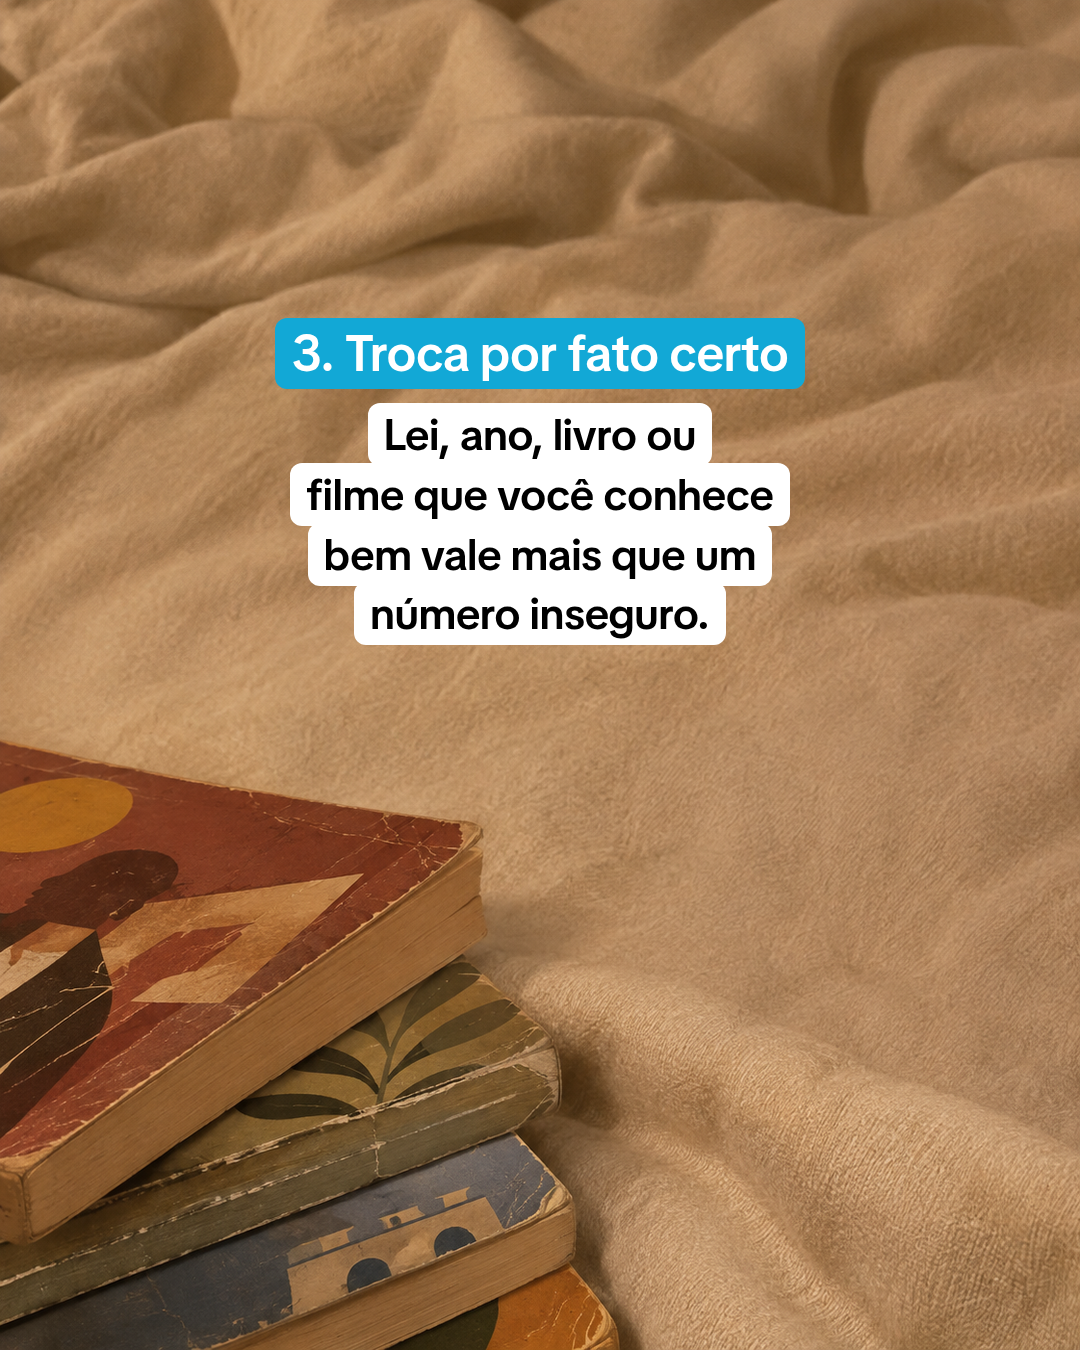 3. Troca por fato certo
Lei, ano, livro ou
filme que você conhece
bem vale mais que um
número inseguro.